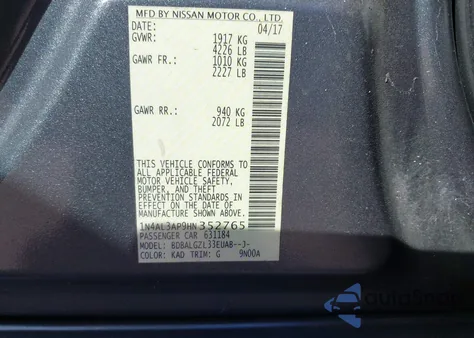 MFD BY NISSAN MOTOR CO., LTD.
DATE: 04/17
GVWR: 1917 KG
4226 LB
GAWR FR.: 1010 KG
2227 LB
GAWR RR.: 940 KG
2072 LB
THIS VEHICLE CONFORMS TO
ALL APPLICABLE FEDERAL
MOTOR VEHICLE SAFETY,
BUMPER, AND THEFT
PREVENTION STANDARDS
IN EFFECT ON THE DATE OF
MANUFACTURE SHOWN ABOVE.
1N4AL3AP9HN352765
PASSENGER CAR 631184
MODEL: BDBALGZL33EUAB--J-
COLOR: KAD TRIM: G 9N00A